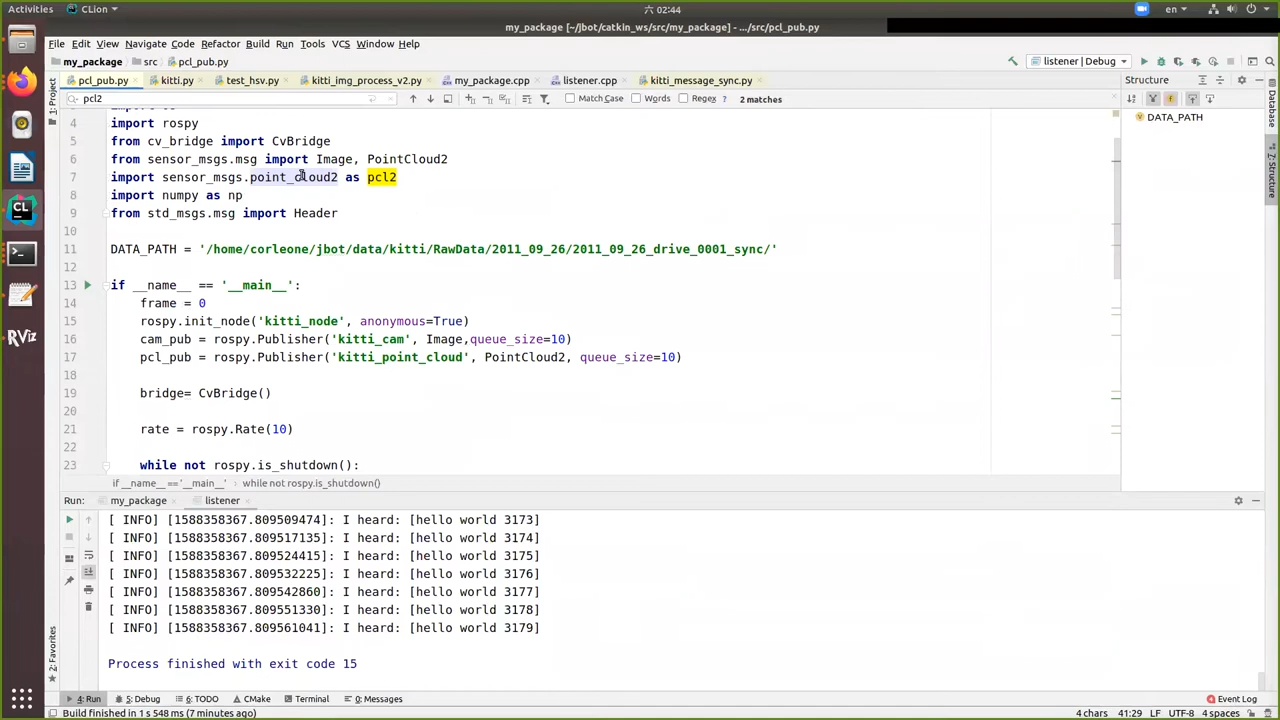 Activities CLion 六 02:44 en
my_package [~/jbot/catkin_ws/src/my_package] - .../src/pcl_pub.py
File Edit View Navigate Code Refactor Build Run Tools VCS Window Help
my_package src pcl_pub.py listener | Debug
pcl_pub.py kitti.py test_hsv.py kitti_img_process_v2.py my_package.cpp listener.cpp kitti_message_sync.py Structure
pcl2 Match Case Words Regex ? 2 matches
DATA_PATH
1: Project
Database
7: Structure
4 import rospy
5 from cv_bridge import CvBridge
6 from sensor_msgs.msg import Image, PointCloud2
7 import sensor_msgs.point_cloud2 as pcl2
8 import numpy as np
9 from std_msgs.msg import Header
10
11 DATA_PATH = '/home/corleone/jbot/data/kitti/RawData/2011_09_26/2011_09_26_drive_0001_sync/'
12
13 if __name__ == '__main__':
14 frame = 0
15 rospy.init_node('kitti_node', anonymous=True)
16 cam_pub = rospy.Publisher('kitti_cam', Image,queue_size=10)
17 pcl_pub = rospy.Publisher('kitti_point_cloud', PointCloud2, queue_size=10)
18
19 bridge= CvBridge()
20
21 rate = rospy.Rate(10)
22
23 while not rospy.is_shutdown():
if __name__=='__main__' while not rospy.is_shutdown()
RViz
Run: my_package listener
[ INFO] [1588358367.809509474]: I heard: [hello world 3173]
[ INFO] [1588358367.809517135]: I heard: [hello world 3174]
[ INFO] [1588358367.809524415]: I heard: [hello world 3175]
[ INFO] [1588358367.809532225]: I heard: [hello world 3176]
[ INFO] [1588358367.809542860]: I heard: [hello world 3177]
[ INFO] [1588358367.809551330]: I heard: [hello world 3178]
[ INFO] [1588358367.809561041]: I heard: [hello world 3179]
Process finished with exit code 15
2: Favorites
4: Run 5: Debug 6: TODO CMake Terminal 0: Messages Event Log
Build finished in 1 s 548 ms (7 minutes ago) 4 chars 41:29 LF UTF-8 4 spaces